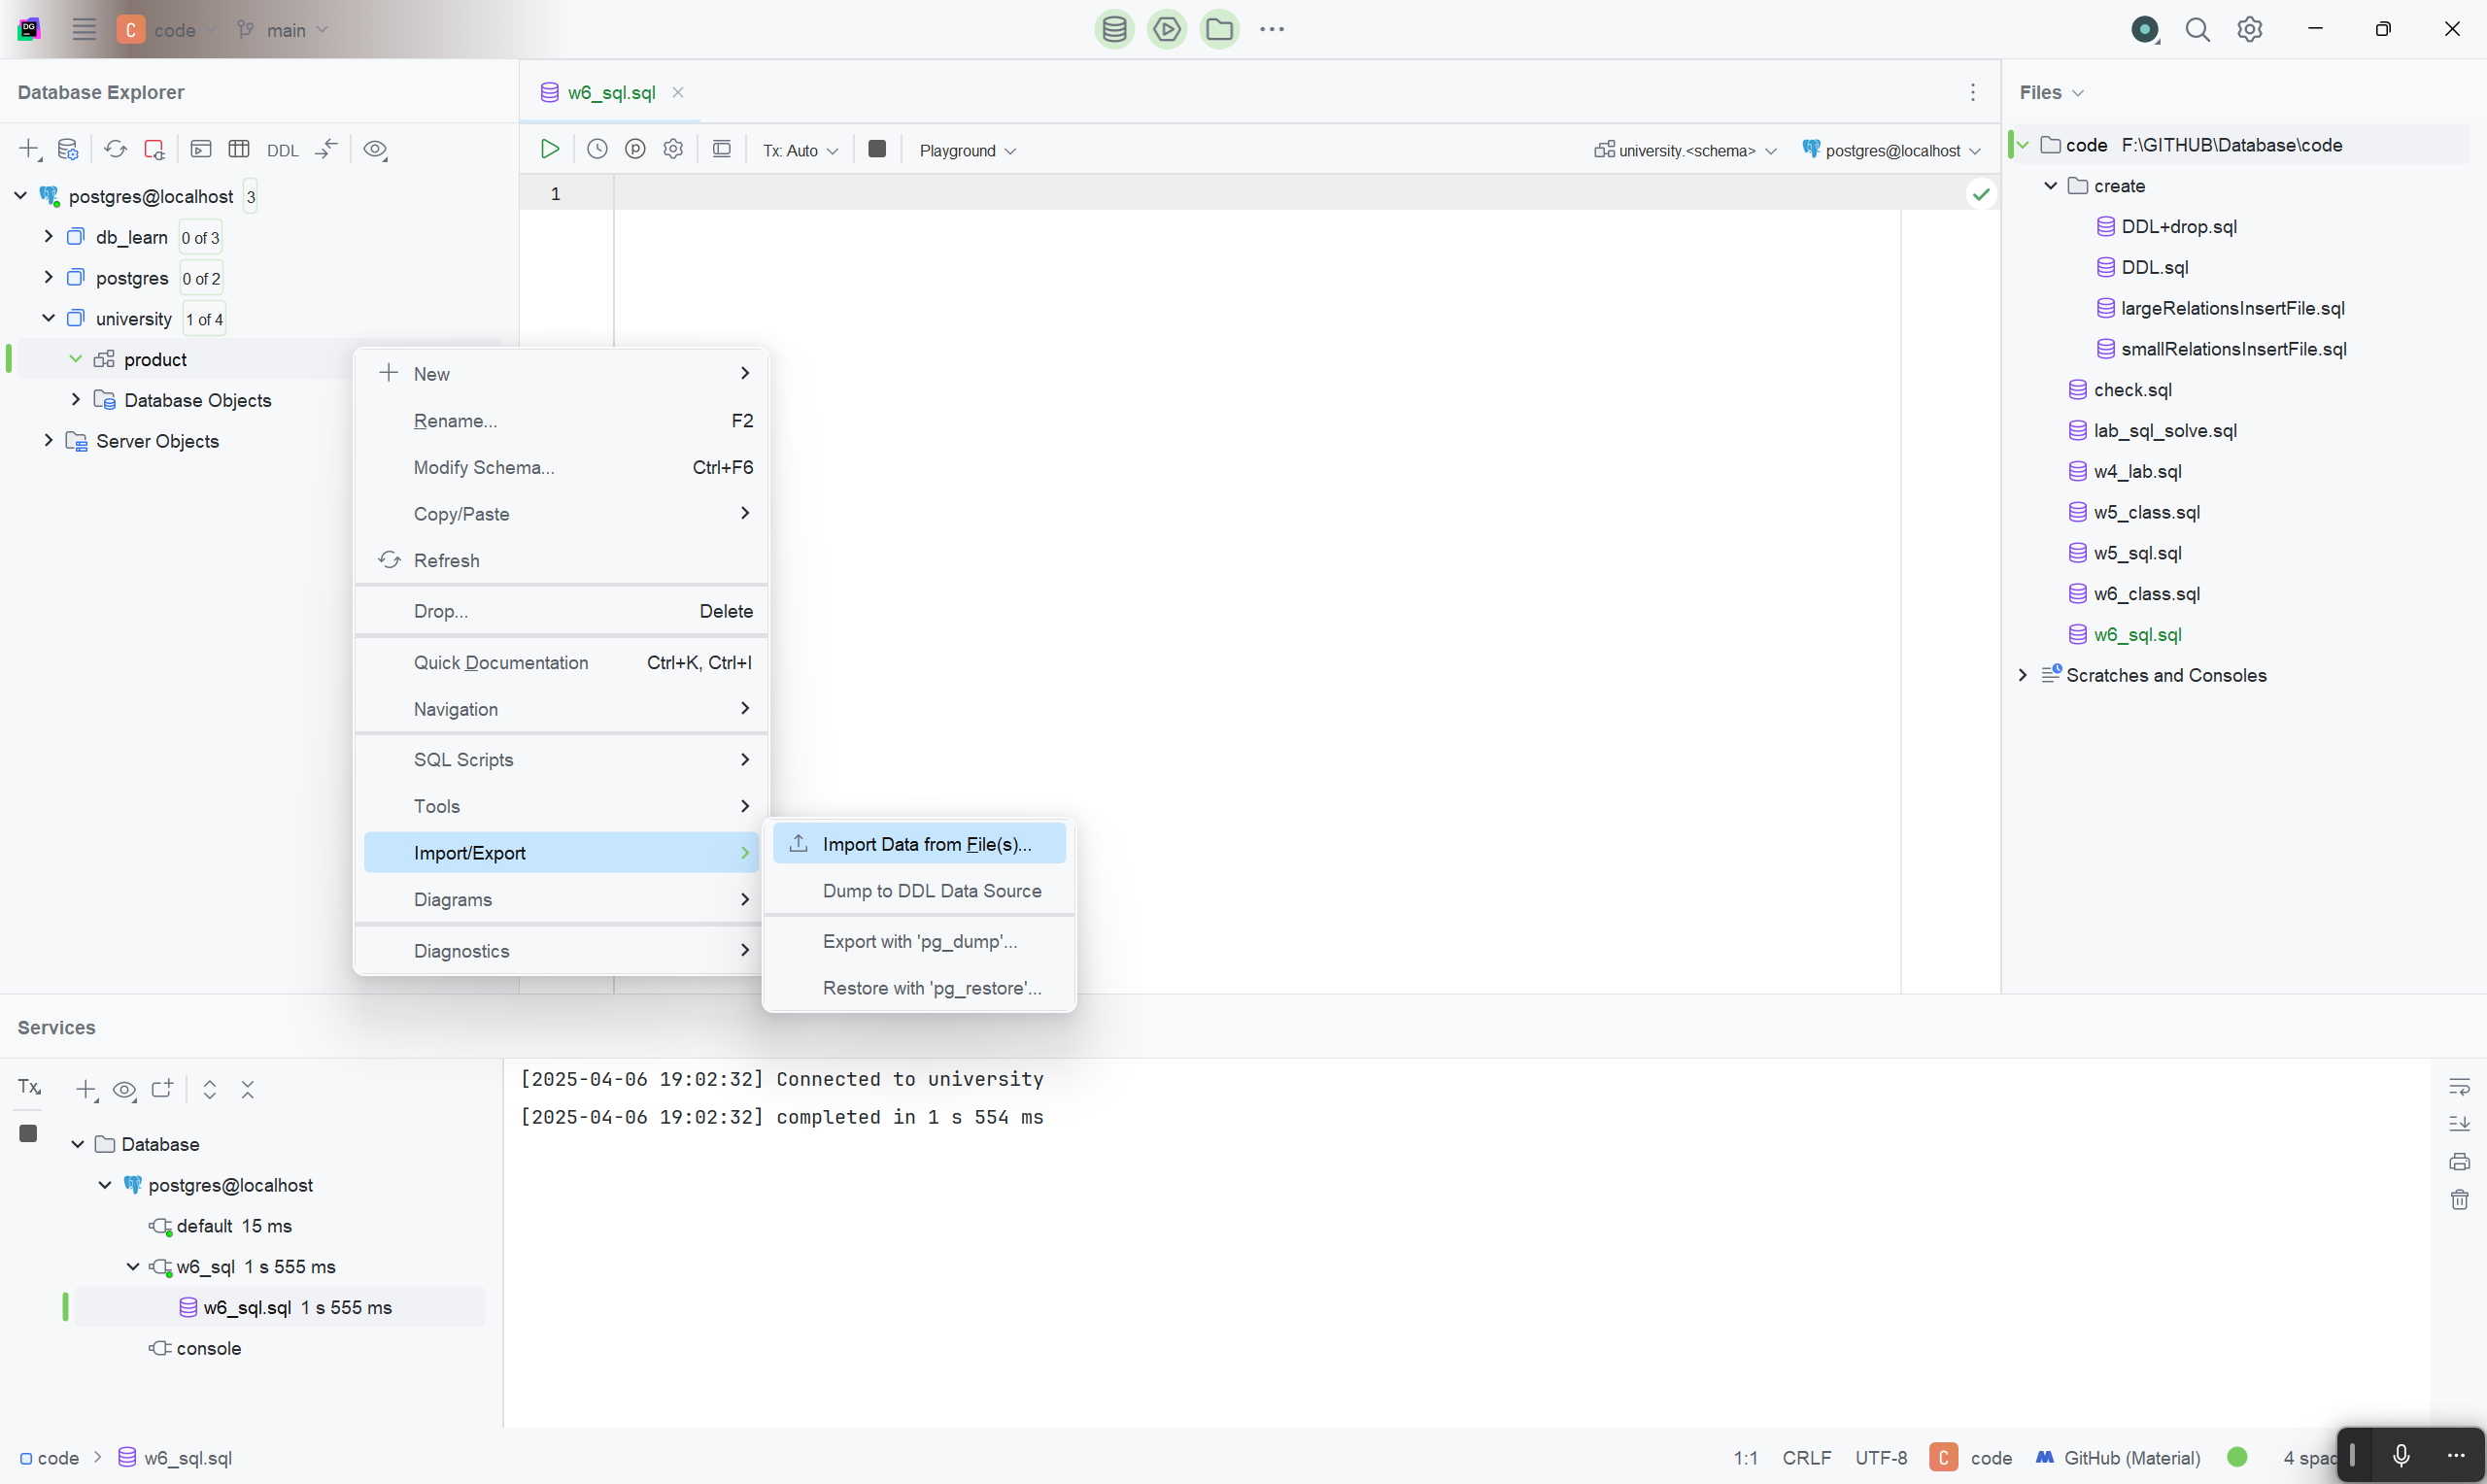 DG
C code main
Database Explorer
DDL
postgres@localhost 3
db_learn 0 of 3
postgres 0 of 2
university 1 of 4
product
Database Objects
Server Objects
w6_sql.sql
Tx: Auto Playground university.<schema> postgres@localhost
1
New
Rename... F2
Modify Schema... Ctrl+F6
Copy/Paste
Refresh
Drop... Delete
Quick Documentation Ctrl+K, Ctrl+I
Navigation
SQL Scripts
Tools
Import/Export
Diagrams
Diagnostics
Import Data from File(s)...
Dump to DDL Data Source
Export with 'pg_dump'...
Restore with 'pg_restore'...
Files
code F:\GITHUB\Database\code
create
DDL+drop.sql
DDL.sql
largeRelationsInsertFile.sql
smallRelationsInsertFile.sql
check.sql
lab_sql_solve.sql
w4_lab.sql
w5_class.sql
w5_sql.sql
w6_class.sql
w6_sql.sql
Scratches and Consoles
Services
Tx
Database
postgres@localhost
default 15 ms
w6_sql 1 s 555 ms
w6_sql.sql 1 s 555 ms
console
[2025-04-06 19:02:32] Connected to university
[2025-04-06 19:02:32] completed in 1 s 554 ms
code > w6_sql.sql
1:1 CRLF UTF-8 C code GitHub (Material) 4 spac